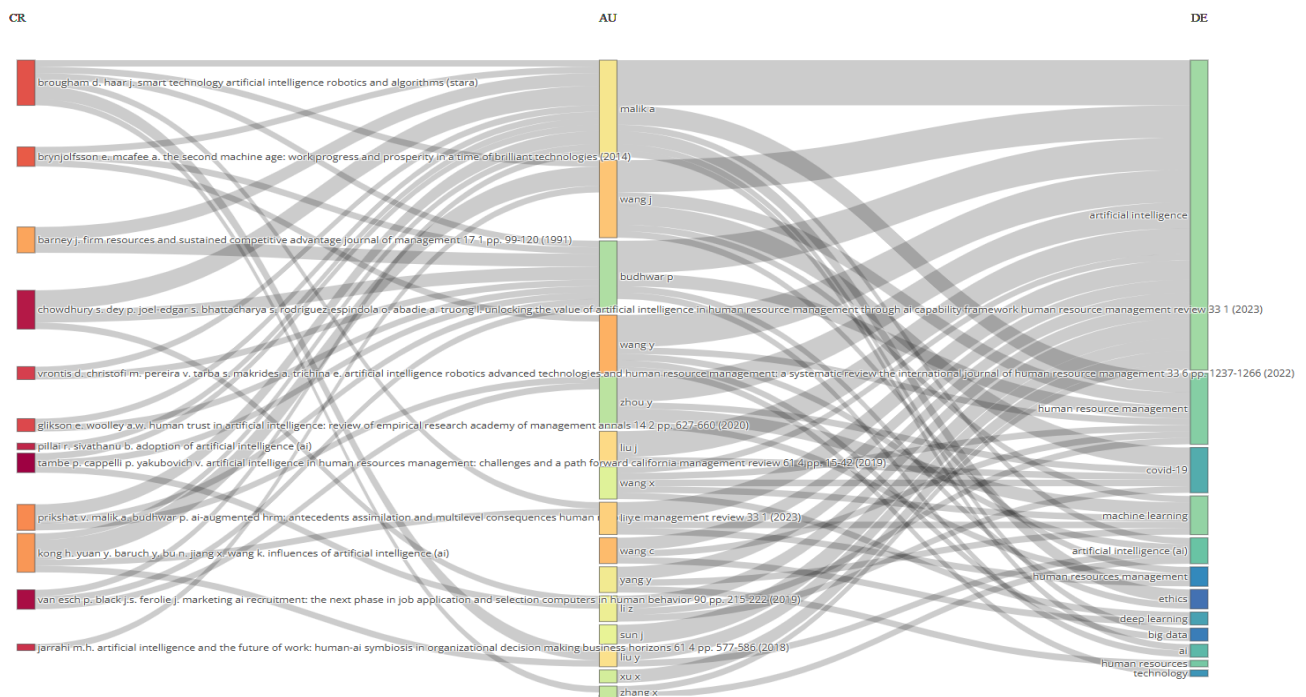 CR
AU
DE
brougham d. haar j. smart technology artificial intelligence robotics and algorithms (stara)
brynjolfsson e. mcafee a. the second machine age: work progress and prosperity in a time of brilliant technologies (2014)
barney j. firm resources and sustained competitive advantage journal of management 17 1 pp. 99-120 (1991)
chowdhury s. dey p. joel-edgar s. bhattacharya s. rodriguez-espindola o. abadie a. truong l. unlocking the value of artificial intelligence in human resource management through ai capability framework human resource management review 33 1 (2023)
vrontis d. christofi m. pereira v. tarba s. makrides a. trichina e. artificial intelligence robotics advanced technologies and human resource management: a systematic review the international journal of human resource management 33 6 pp. 1237-1266 (2022)
glikson e. woolley a.w. human trust in artificial intelligence: review of empirical research academy of management annals 14 2 pp. 627-660 (2020)
pillai r. sivathanu b. adoption of artificial intelligence (ai)
tambe p. cappelli p. yakubovich v. artificial intelligence in human resources management: challenges and a path forward california management review 61 4 pp. 15-42 (2019)
prikshat v. malik a. budhwar p. ai-augmented hrm: antecedents assimilation and multilevel consequences human management review 33 1 (2023)
kong h. yuan y. baruch y. bu n. jiang x. wang k. influences of artificial intelligence (ai)
van esch p. black j.s. ferolie j. marketing ai recruitment: the next phase in job application and selection computers in human behavior 90 pp. 215-222 (2019)
jarrahi m.h. artificial intelligence and the future of work: human-ai symbiosis in organizational decision making business horizons 61 4 pp. 577-586 (2018)
malik a
wang j
budhwar p
wang y
zhou y
liu j
wang x
wang c
yang y
li z
sun j
liu y
xu x
zhang x
artificial intelligence
human resource management
covid-19
machine learning
artificial intelligence (ai)
human resources management
ethics
deep learning
big data
ai
human resources
technology